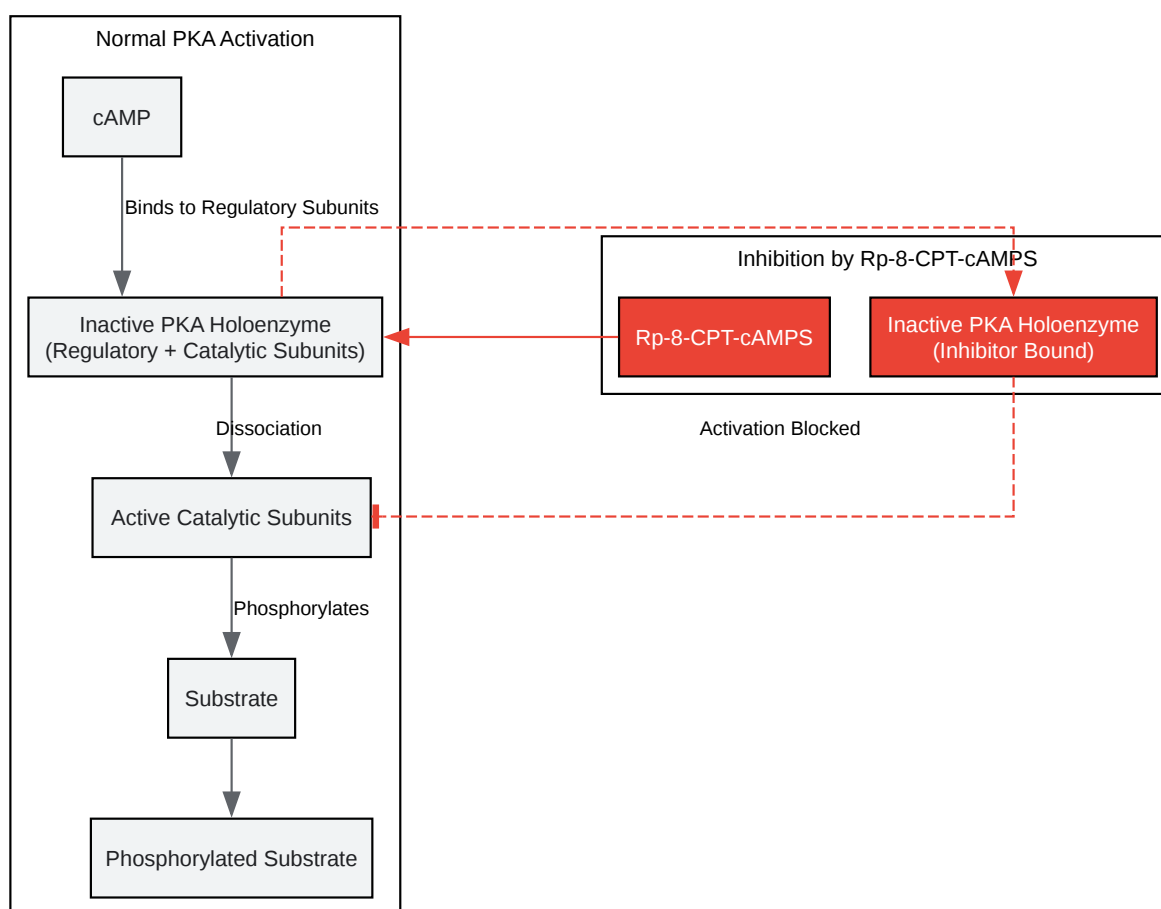 Normal PKA Activation
cAMP
Binds to Regulatory Subunits
Inactive PKA Holoenzyme
(Regulatory + Catalytic Subunits)
Dissociation
Active Catalytic Subunits
Phosphorylates
Substrate
Phosphorylated Substrate
Inhibition by Rp-8-CPT-cAMPS
Rp-8-CPT-cAMPS
Inactive PKA Holoenzyme
(Inhibitor Bound)
Activation Blocked